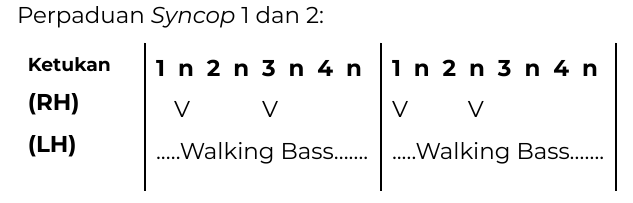 Perpaduan Syncop 1 dan 2:
Ketukan 1 n 2 n 3 n 4 n 1 n 2 n 3 n 4 n
(RH) V V V V
(LH) .....Walking Bass....... .....Walking Bass.......